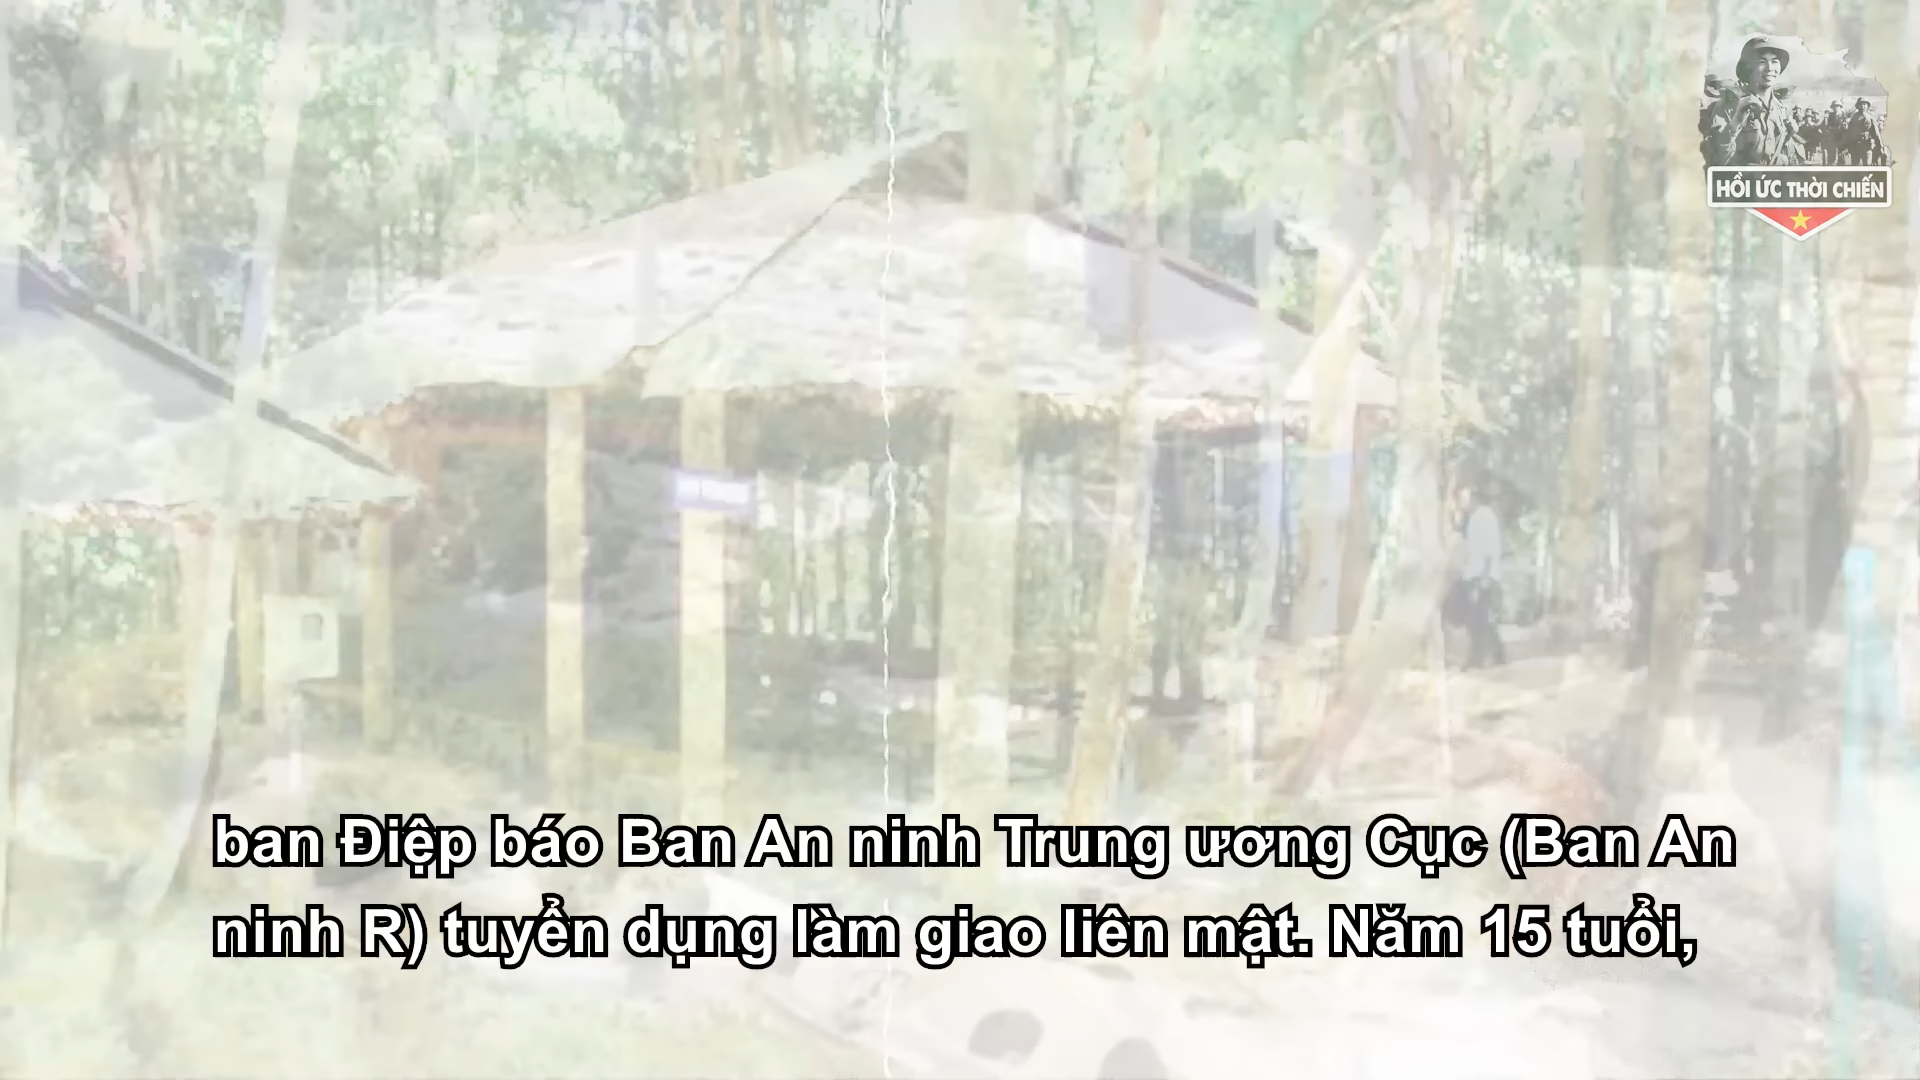 HỒI ỨC THỜI CHIẾN
ban Điệp báo Ban An ninh Trung ương Cục (Ban An
ninh R) tuyển dụng làm giao liên mật. Năm 15 tuổi,